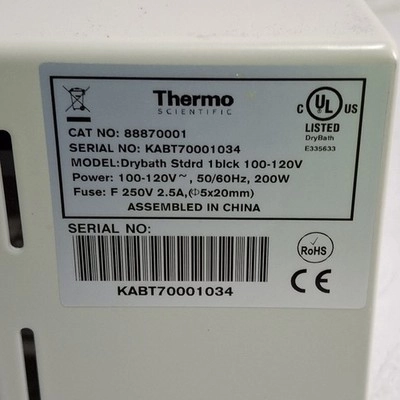 Thermo
SCIENTIFIC
C UL US
LISTED
DryBath
E335633
CAT NO: 88870001
SERIAL NO: KABT70001034
MODEL:Drybath Stdrd 1blck 100-120V
Power: 100-120V~, 50/60Hz, 200W
Fuse: F 250V 2.5A,(Φ5x20mm)
ASSEMBLED IN CHINA
SERIAL NO:
KABT70001034
RoHS
CE